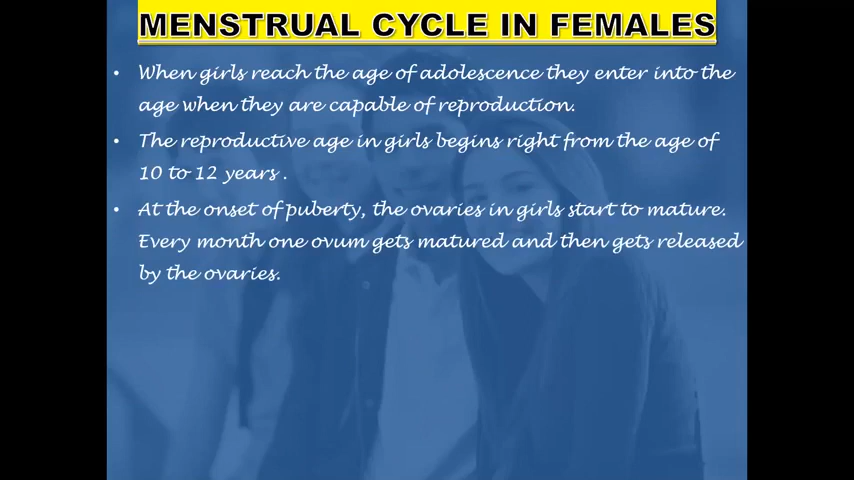 MENSTRUAL CYCLE IN FEMALES
• When girls reach the age of adolescence they enter into the
age when they are capable of reproduction.
• The reproductive age in girls begins right from the age of
10 to 12 years .
• At the onset of puberty, the ovaries in girls start to mature.
Every month one ovum gets matured and then gets released
by the ovaries.